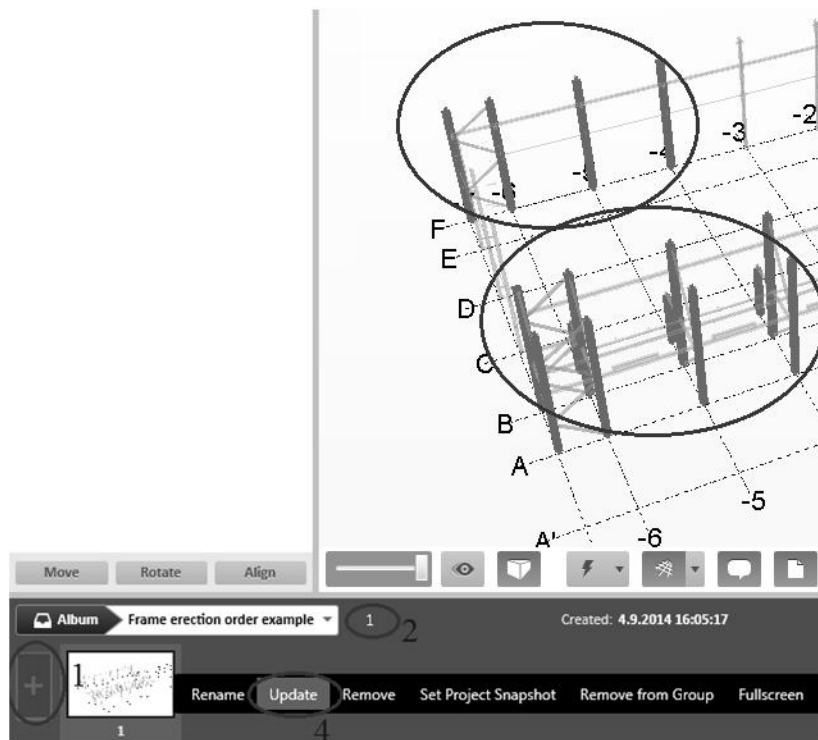 -2
-3
-4
-6
F
E
D
C
B
A
-5
A'
-6
Move Rotate Align
Album Frame erection order example 1 2 Created: 4.9.2014 16:05:17
+ 1 Rename Update Remove Set Project Snapshot Remove from Group Fullscreen
1 4